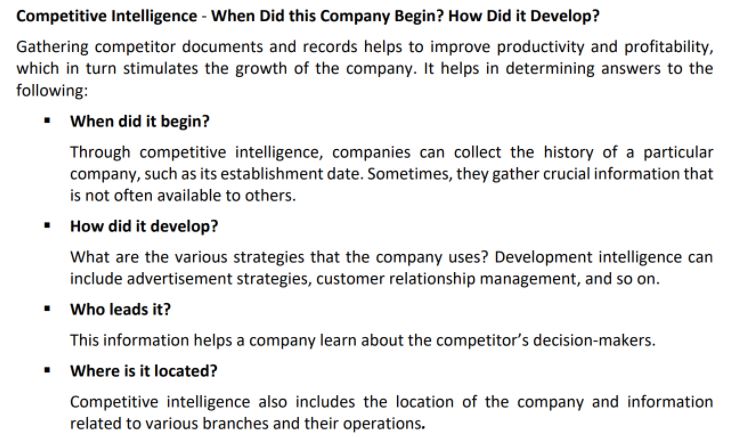 Competitive Intelligence - When Did this Company Begin? How Did it Develop?
Gathering competitor documents and records helps to improve productivity and profitability,
which in turn stimulates the growth of the company. It helps in determining answers to the
following:
▪ When did it begin?
Through competitive intelligence, companies can collect the history of a particular
company, such as its establishment date. Sometimes, they gather crucial information that
is not often available to others.
▪ How did it develop?
What are the various strategies that the company uses? Development intelligence can
include advertisement strategies, customer relationship management, and so on.
▪ Who leads it?
This information helps a company learn about the competitor’s decision-makers.
▪ Where is it located?
Competitive intelligence also includes the location of the company and information
related to various branches and their operations.